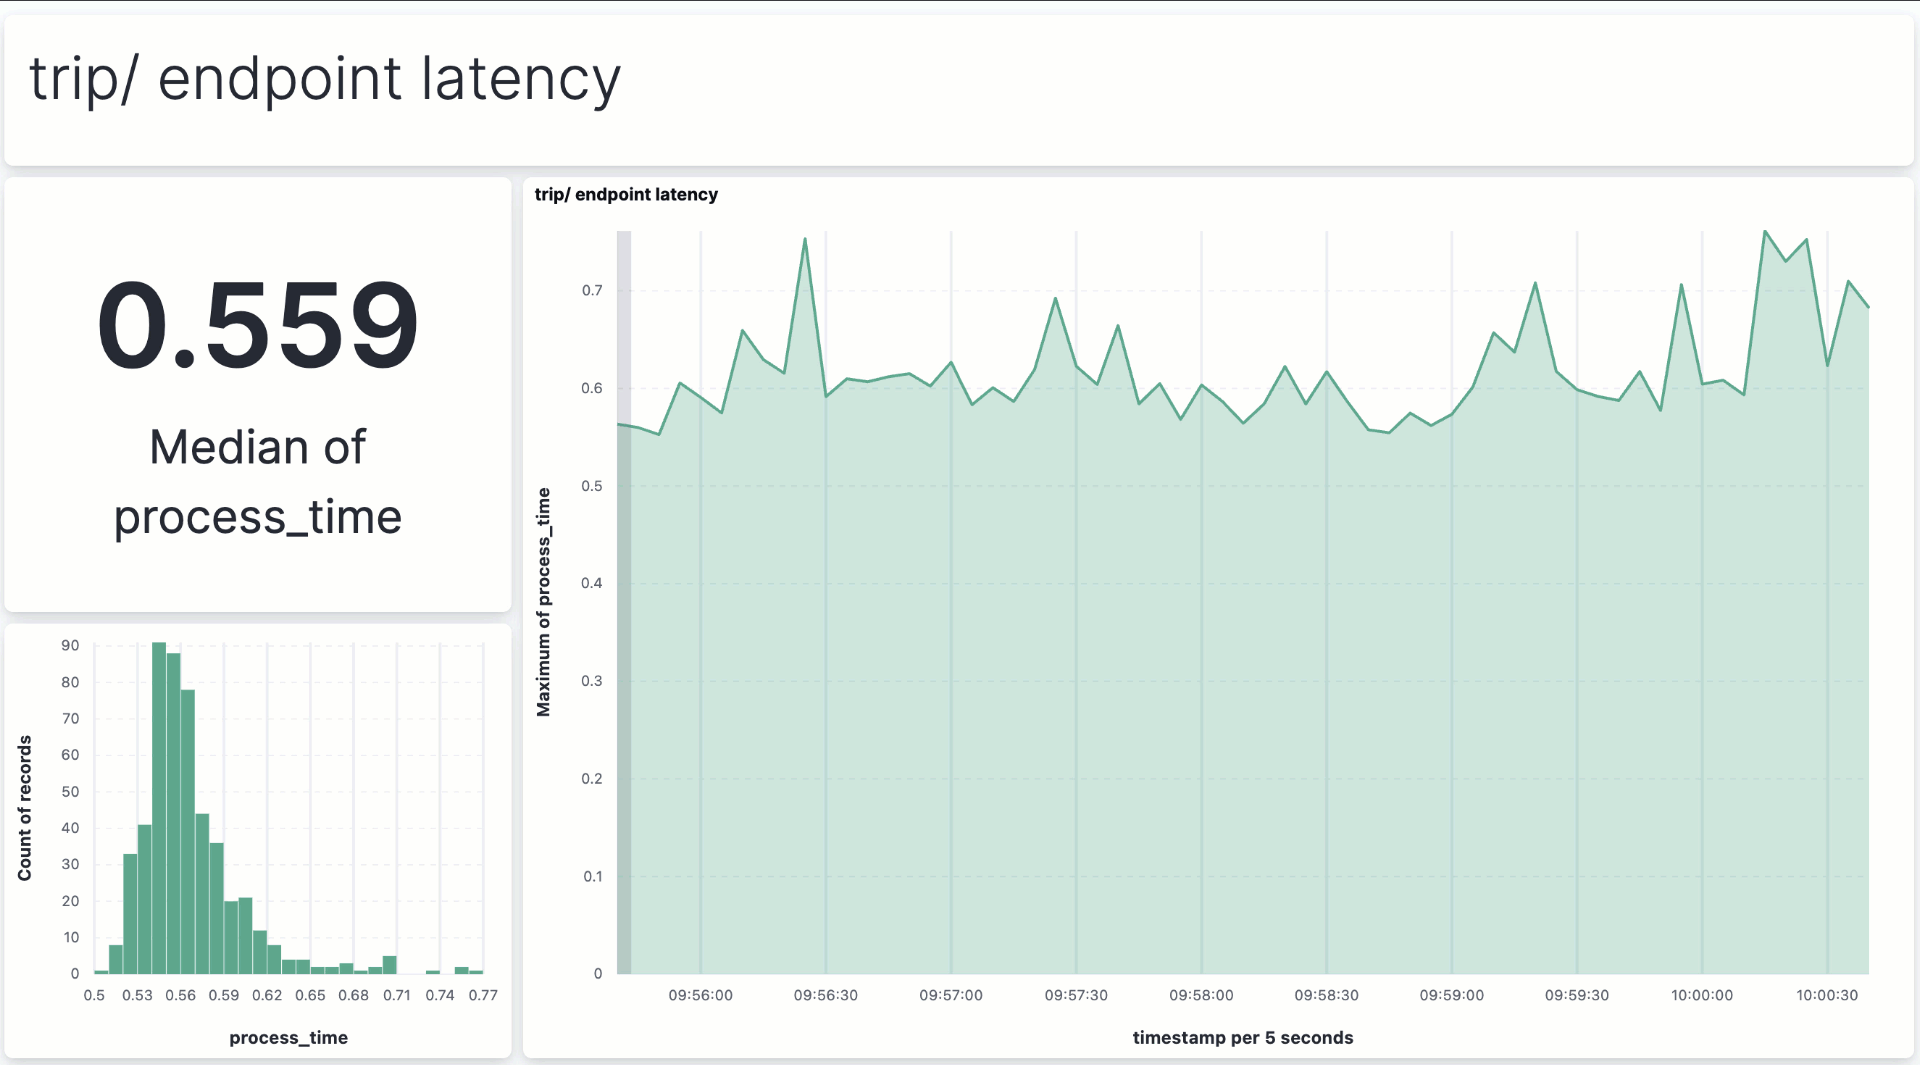 trip/ endpoint latency
0.559
Median of
process_time
Count of records
90
80
70
60
50
40
30
20
10
0
0.5 0.53 0.56 0.59 0.62 0.65 0.68 0.71 0.74 0.77
process_time
trip/ endpoint latency
Maximum of process_time
0.7
0.6
0.5
0.4
0.3
0.2
0.1
0
09:56:00 09:56:30 09:57:00 09:57:30 09:58:00 09:58:30 09:59:00 09:59:30 10:00:00 10:00:30
timestamp per 5 seconds